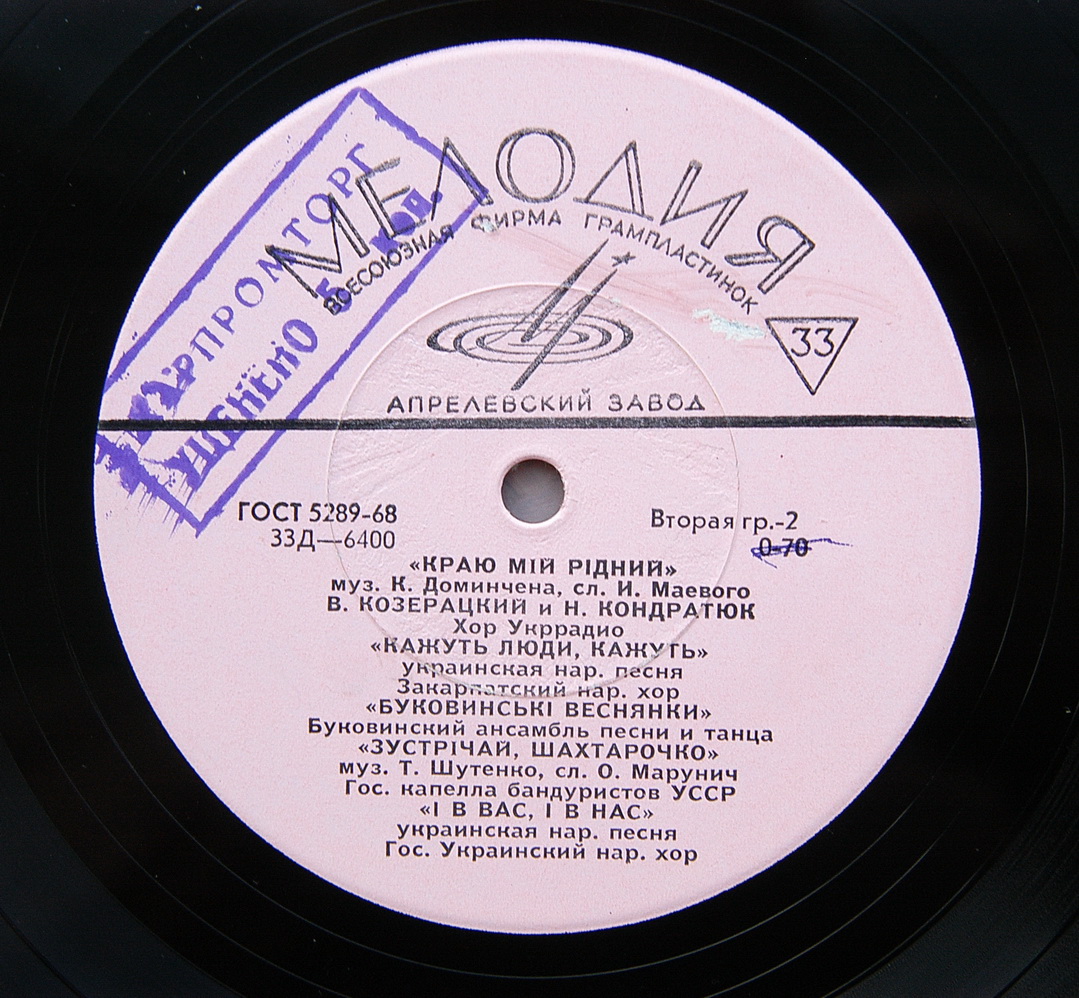 МЕЛОДИЯ
ВСЕСОЮЗНАЯ ФИРМА ГРАМПЛАСТИНОК
33
АПРЕЛЕВСКИЙ ЗАВОД
УЦЕНЕНО 5 коп.
ГОСТ 5289-68
33Д—6400
Вторая гр.-2
0-70
«КРАЮ МІЙ РІДНИЙ»
муз. К. Доминчена, сл. И. Маевого
В. КОЗЕРАЦКИЙ и Н. КОНДРАТЮК
Хор Укррадио
«КАЖУТЬ ЛЮДИ, КАЖУТЬ»
украинская нар. песня
Закарпатский нар. хор
«БУКОВИНСЬКІ ВЕСНЯНКИ»
Буковинский ансамбль песни и танца
«ЗУСТРІЧАЙ, ШАХТАРОЧКО»
муз. Т. Шутенко, сл. О. Марунич
Гос. капелла бандуристов УССР
«І В ВАС, І В НАС»
украинская нар. песня
Гос. Украинский нар. хор